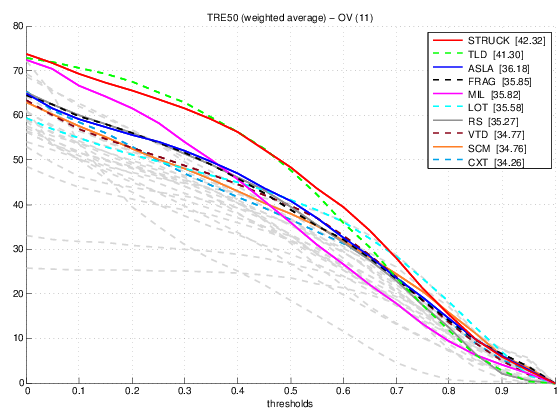 TRE50 (weighted average) – OV (11)
80
70
60
50
40
30
20
10
0
0
0.1
0.2
0.3
0.4
0.5
0.6
0.7
0.8
0.9
1
thresholds
STRUCK [42.32]
TLD [41.30]
ASLA [36.18]
FRAG [35.85]
MIL [35.82]
LOT [35.58]
RS [35.27]
VTD [34.77]
SCM [34.76]
CXT [34.26]